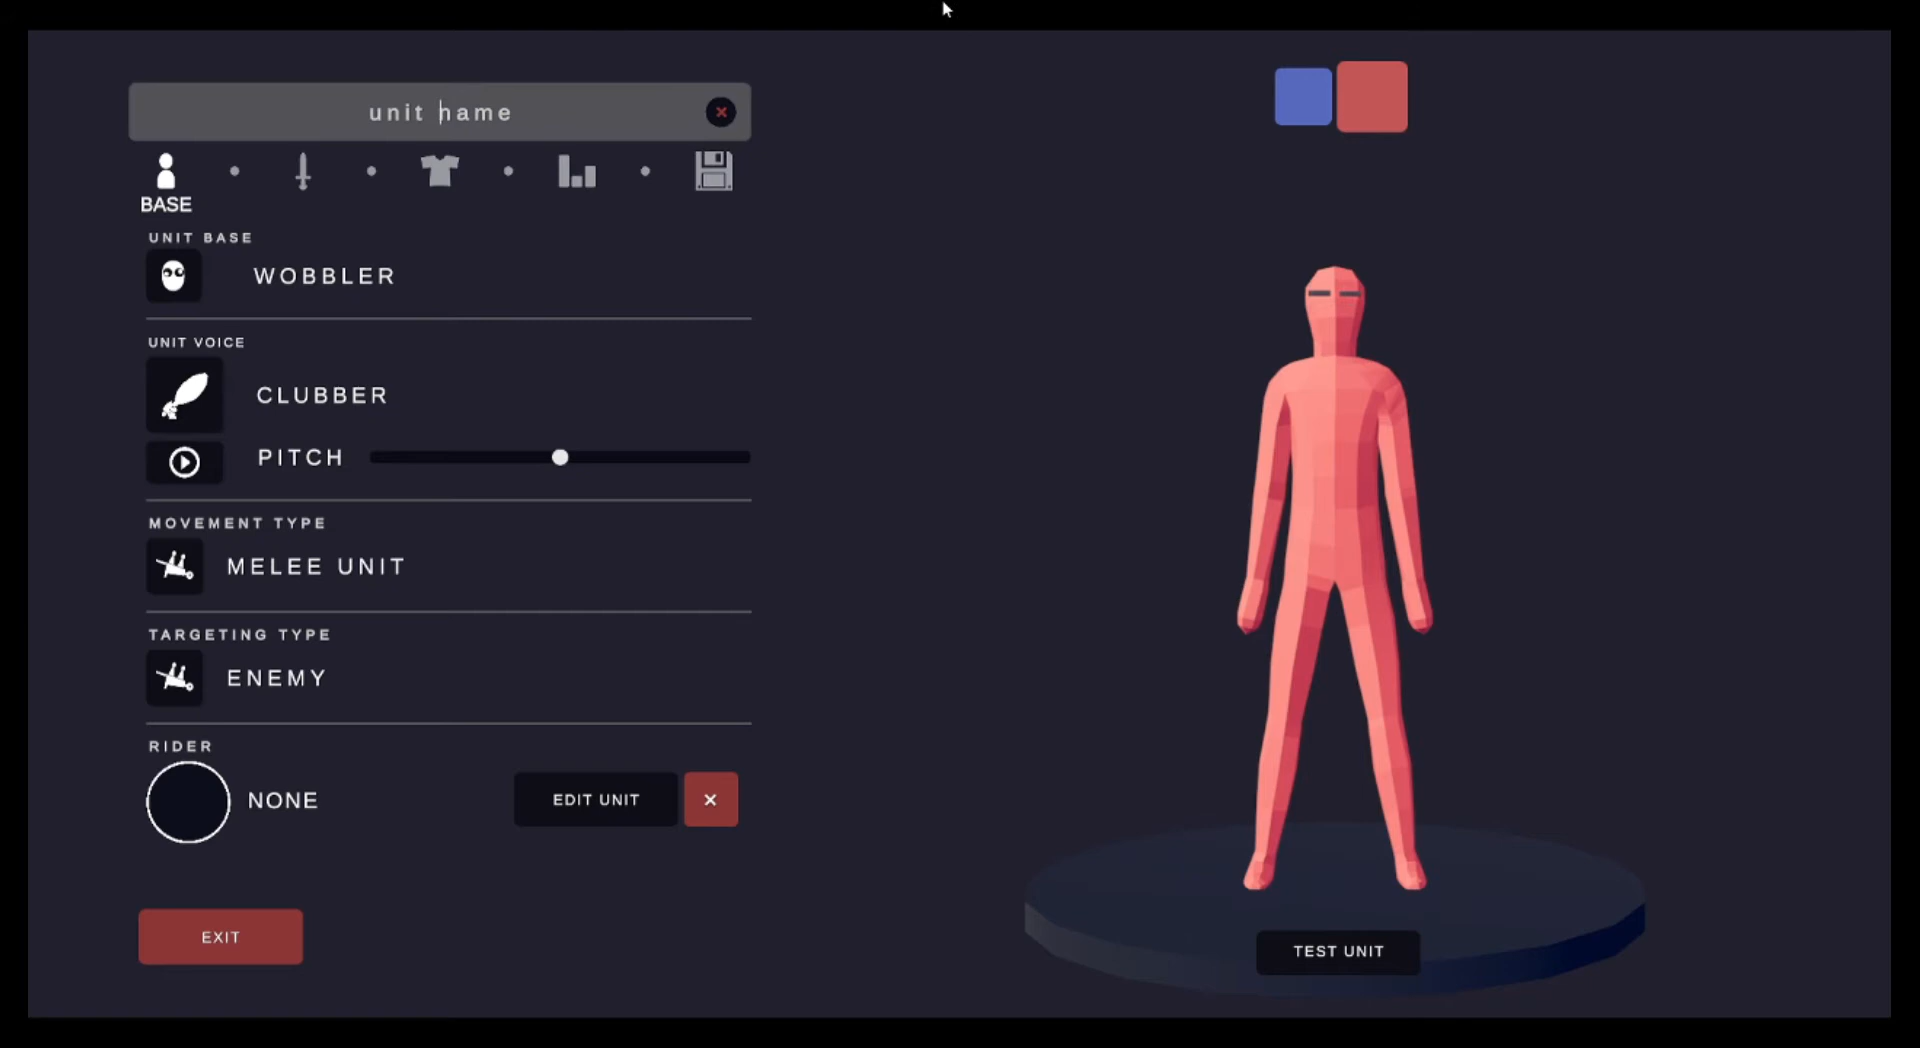 unit name
BASE
UNIT BASE
WOBBLER
UNIT VOICE
CLUBBER
PITCH
MOVEMENT TYPE
MELEE UNIT
TARGETING TYPE
ENEMY
RIDER
NONE
EDIT UNIT
EXIT
TEST UNIT